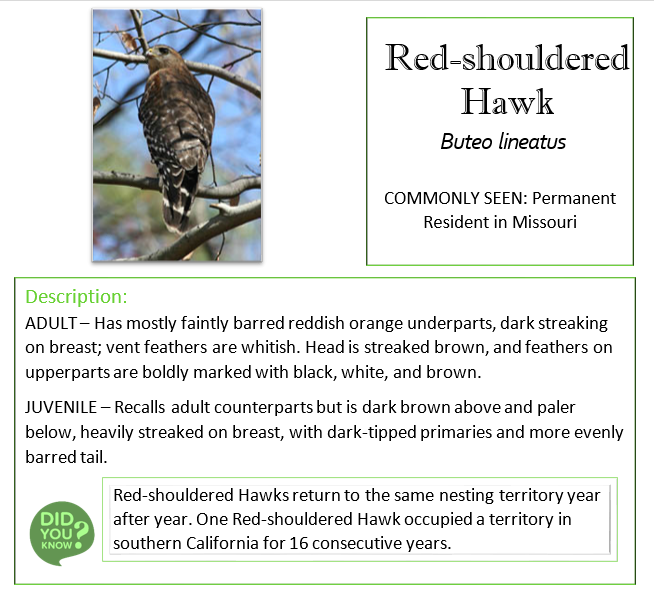 Red-shouldered
Hawk
Buteo lineatus
COMMONLY SEEN: Permanent
Resident in Missouri
Description:
ADULT – Has mostly faintly barred reddish orange underparts, dark streaking
on breast; vent feathers are whitish. Head is streaked brown, and feathers on
upperparts are boldly marked with black, white, and brown.
JUVENILE – Recalls adult counterparts but is dark brown above and paler
below, heavily streaked on breast, with dark-tipped primaries and more evenly
barred tail.
DID
YOU
KNOW ?
Red-shouldered Hawks return to the same nesting territory year
after year. One Red-shouldered Hawk occupied a territory in
southern California for 16 consecutive years.